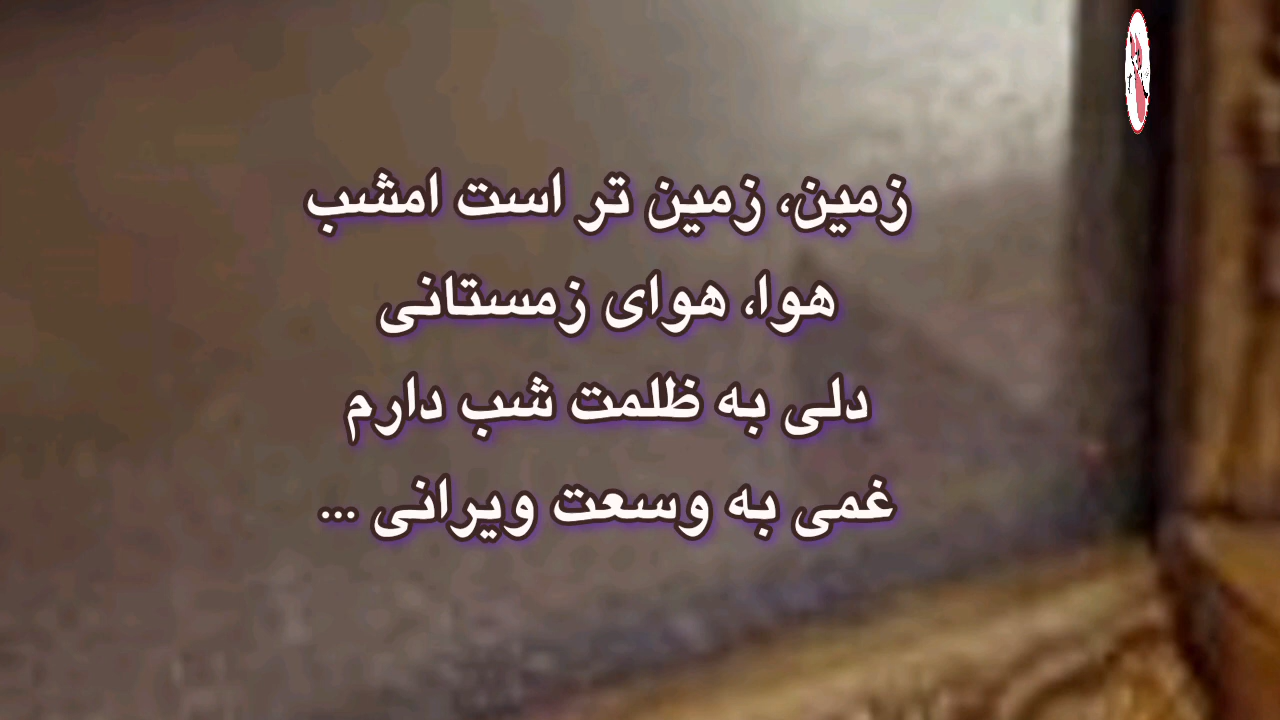 زمین، زمین تر است امشب
هوا، هوای زمستانی
دلی به ظلمت شب دارم
غمی به وسعت ویرانی ...